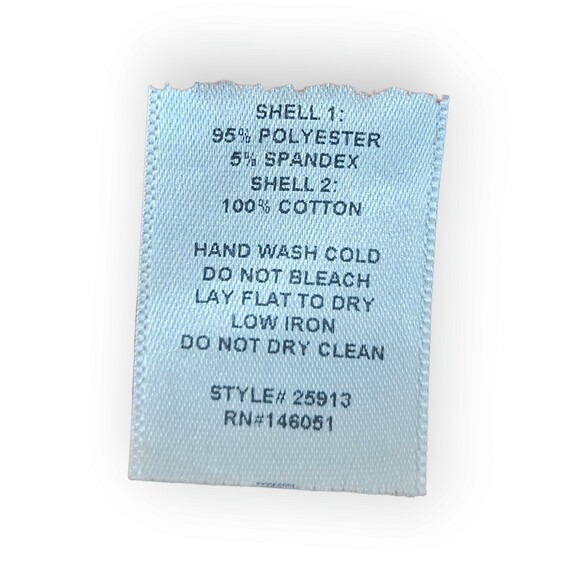 SHELL 1:
95% POLYESTER
5% SPANDEX
SHELL 2:
100% COTTON
HAND WASH COLD
DO NOT BLEACH
LAY FLAT TO DRY
LOW IRON
DO NOT DRY CLEAN
STYLE# 25913
RN#146051